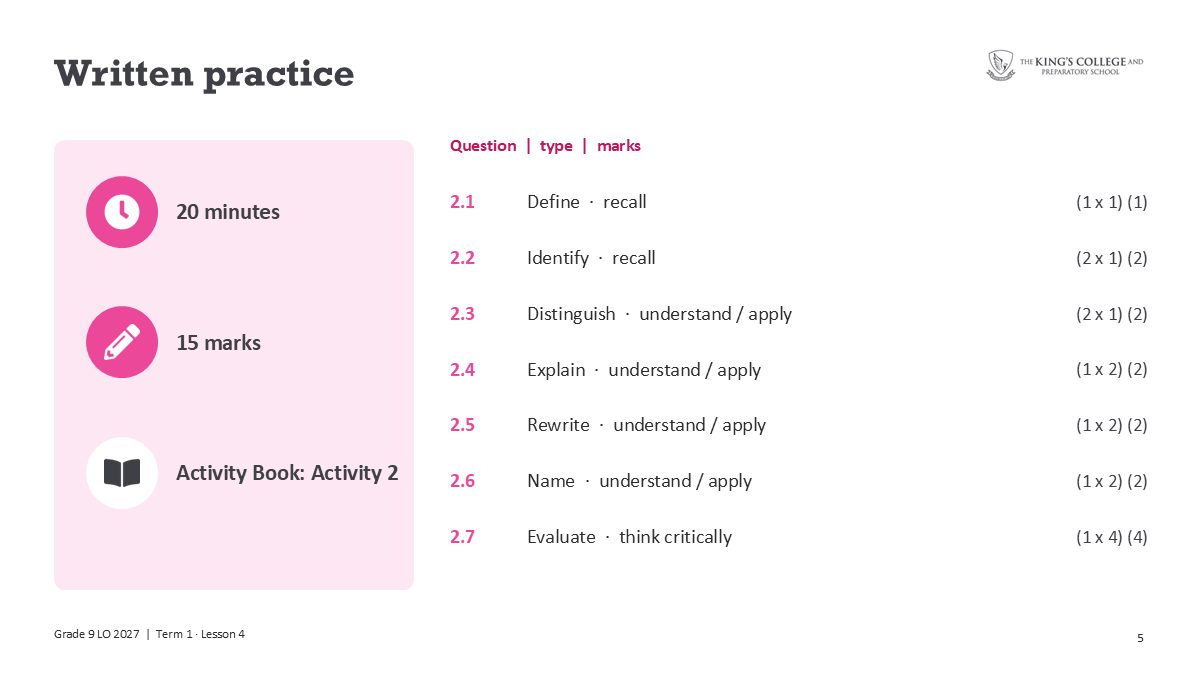 Written practice
THE KING'S COLLEGE AND
PREPARATORY SCHOOL
20 minutes
15 marks
Activity Book: Activity 2
Question | type | marks
2.1 Define · recall (1 x 1) (1)
2.2 Identify · recall (2 x 1) (2)
2.3 Distinguish · understand / apply (2 x 1) (2)
2.4 Explain · understand / apply (1 x 2) (2)
2.5 Rewrite · understand / apply (1 x 2) (2)
2.6 Name · understand / apply (1 x 2) (2)
2.7 Evaluate · think critically (1 x 4) (4)
Grade 9 LO 2027 | Term 1 · Lesson 4
5